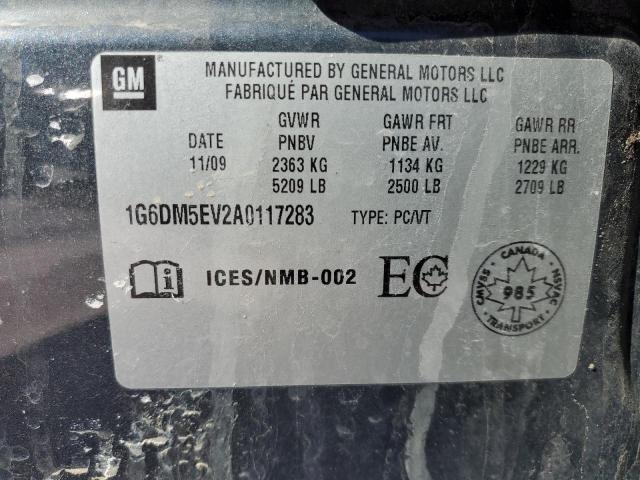 GM
MANUFACTURED BY GENERAL MOTORS LLC
FABRIQUÉ PAR GENERAL MOTORS LLC
GVWR GAWR FRT GAWR RR
DATE PNBV PNBE AV. PNBE ARR.
11/09 2363 KG 1134 KG 1229 KG
5209 LB 2500 LB 2709 LB
1G6DM5EV2A0117283 TYPE: PC/VT
i ICES/NMB-002 EC
CANADA
CMVSS NSVAC
985
TRANSPORT